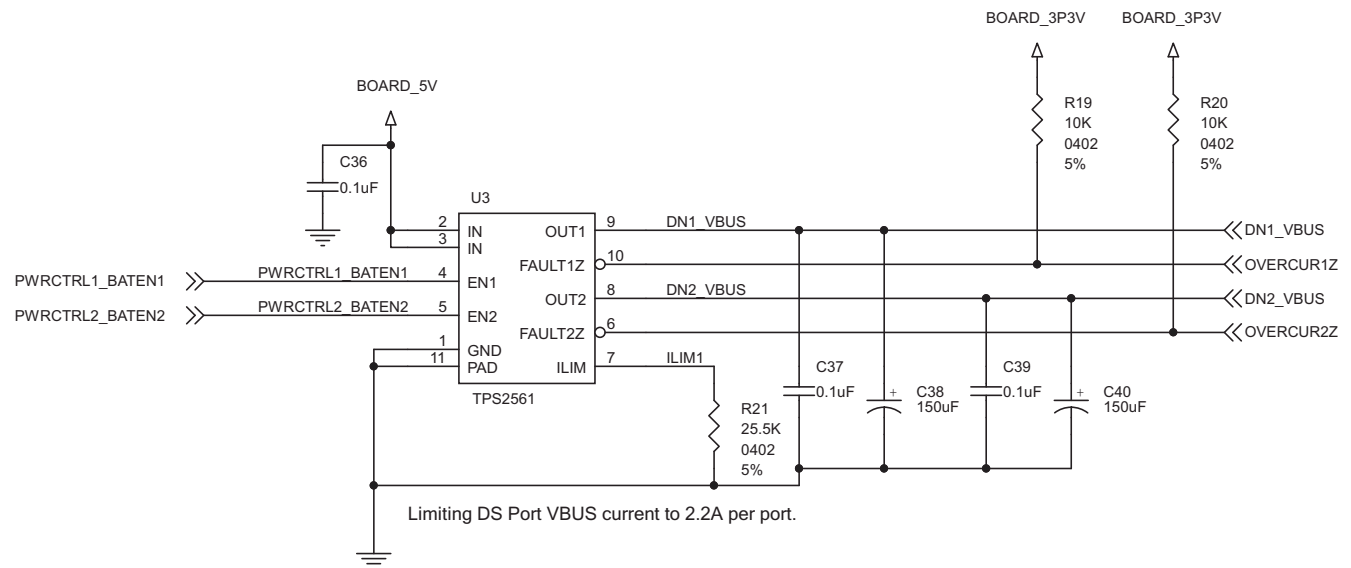 BOARD_3P3V
BOARD_3P3V
BOARD_5V
R19
10K
0402
5%
R20
10K
0402
5%
C36
0.1uF
U3
2
IN
3
IN
PWRCTRL1_BATEN1
PWRCTRL1_BATEN1
4
EN1
PWRCTRL2_BATEN2
PWRCTRL2_BATEN2
5
EN2
1
GND
11
PAD
OUT1
9
DN1_VBUS
DN1_VBUS
FAULT1Z
10
OVERCUR1Z
OUT2
8
DN2_VBUS
DN2_VBUS
FAULT2Z
6
OVERCUR2Z
ILIM
7
ILIM1
TPS2561
R21
25.5K
0402
5%
C37
0.1uF
+
C38
150uF
C39
0.1uF
+
C40
150uF
Limiting DS Port VBUS current to 2.2A per port.